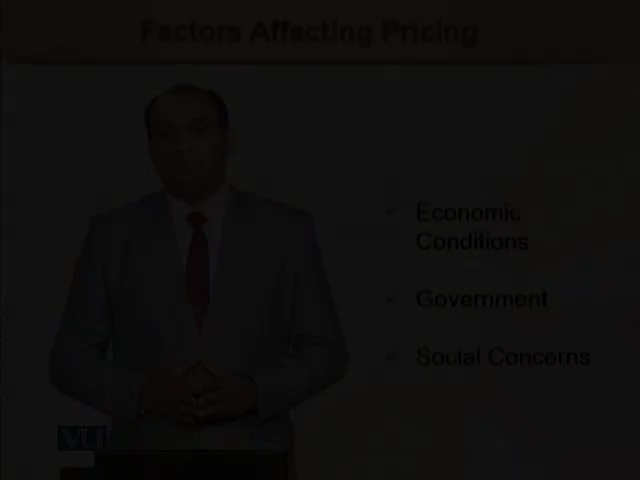 Factors Affecting Pricing
Economic
Conditions
Government
Social Concerns